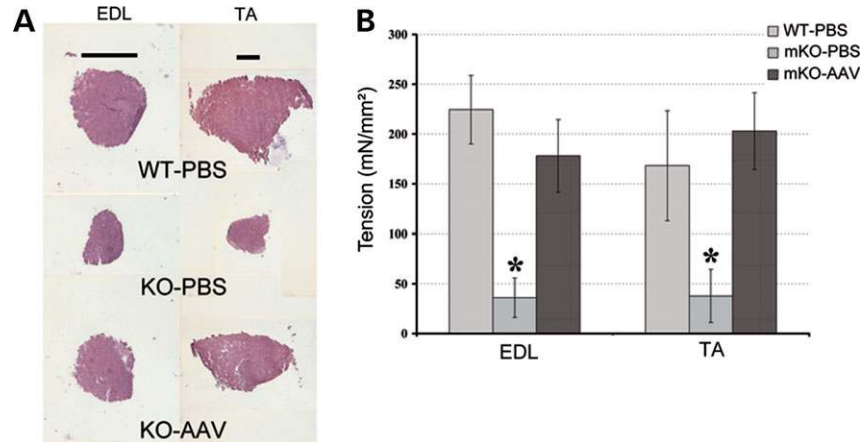 A
EDL TA
WT-PBS
KO-PBS
KO-AAV
B
WT-PBS
mKO-PBS
mKO-AAV
Tension (mN/mm²)
300
250
200
150
100
50
0
*
*
EDL TA